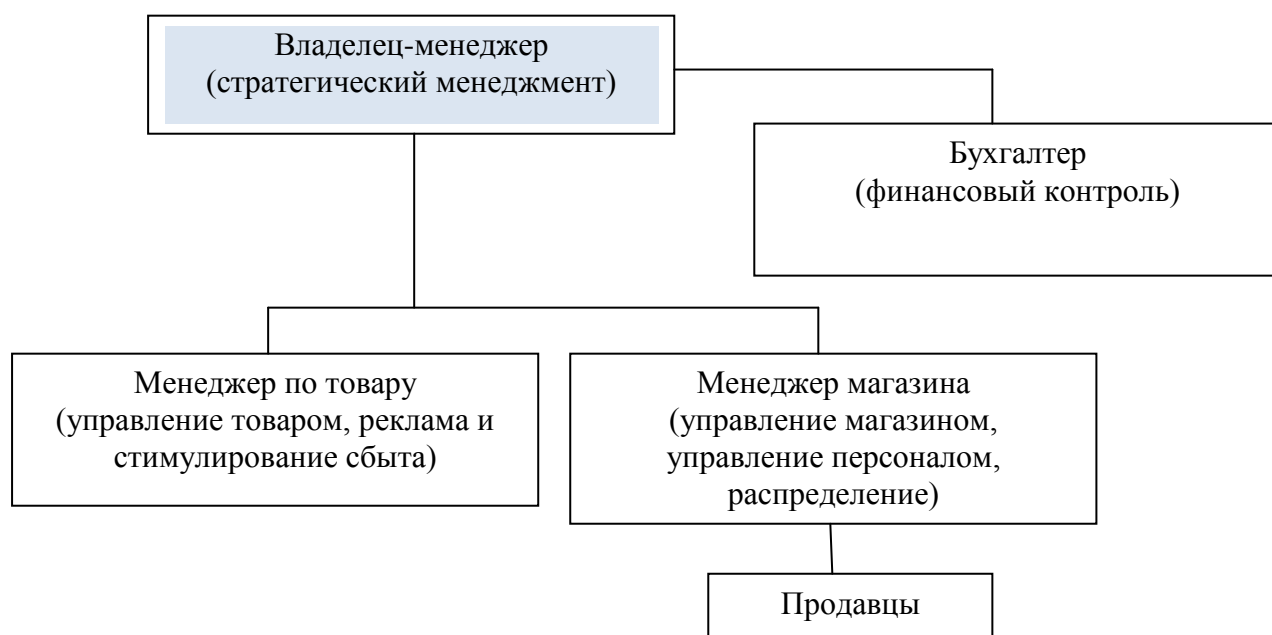 Владелец-менеджер
(стратегический менеджмент)
Бухгалтер
(финансовый контроль)
Менеджер по товару
(управление товаром, реклама и
стимулирование сбыта)
Менеджер магазина
(управление магазином,
управление персоналом,
распределение)
Продавцы